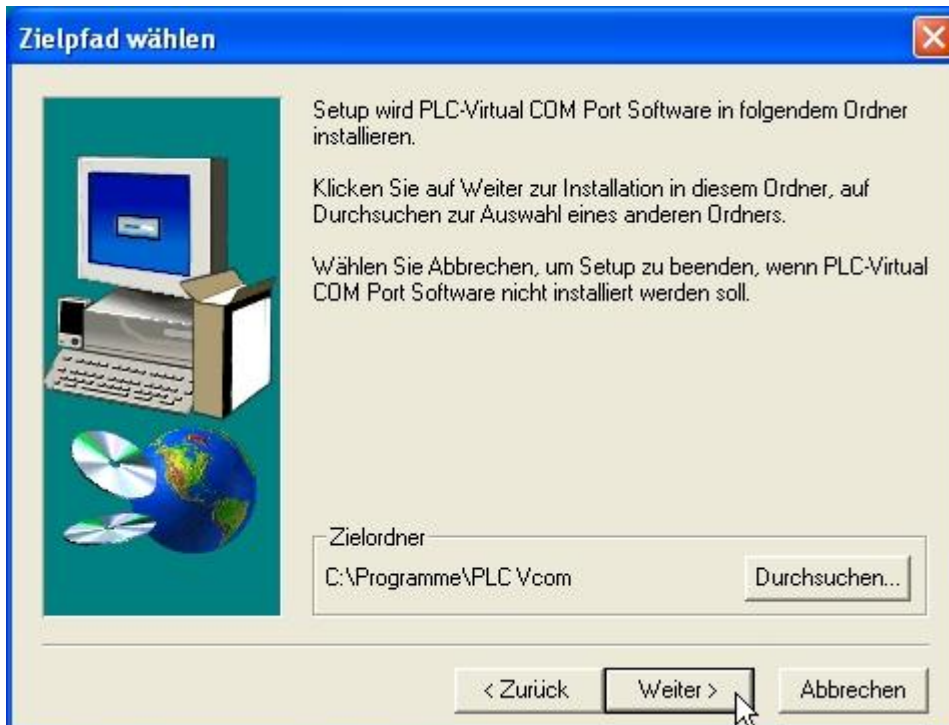 Zielpfad wählen
Setup wird PLC-Virtual COM Port Software in folgendem Ordner
installieren.
Klicken Sie auf Weiter zur Installation in diesem Ordner, auf
Durchsuchen zur Auswahl eines anderen Ordners.
Wählen Sie Abbrechen, um Setup zu beenden, wenn PLC-Virtual
COM Port Software nicht installiert werden soll.
Zielordner
C:\Programme\PLC Vcom
Durchsuchen...
< Zurück
Weiter >
Abbrechen